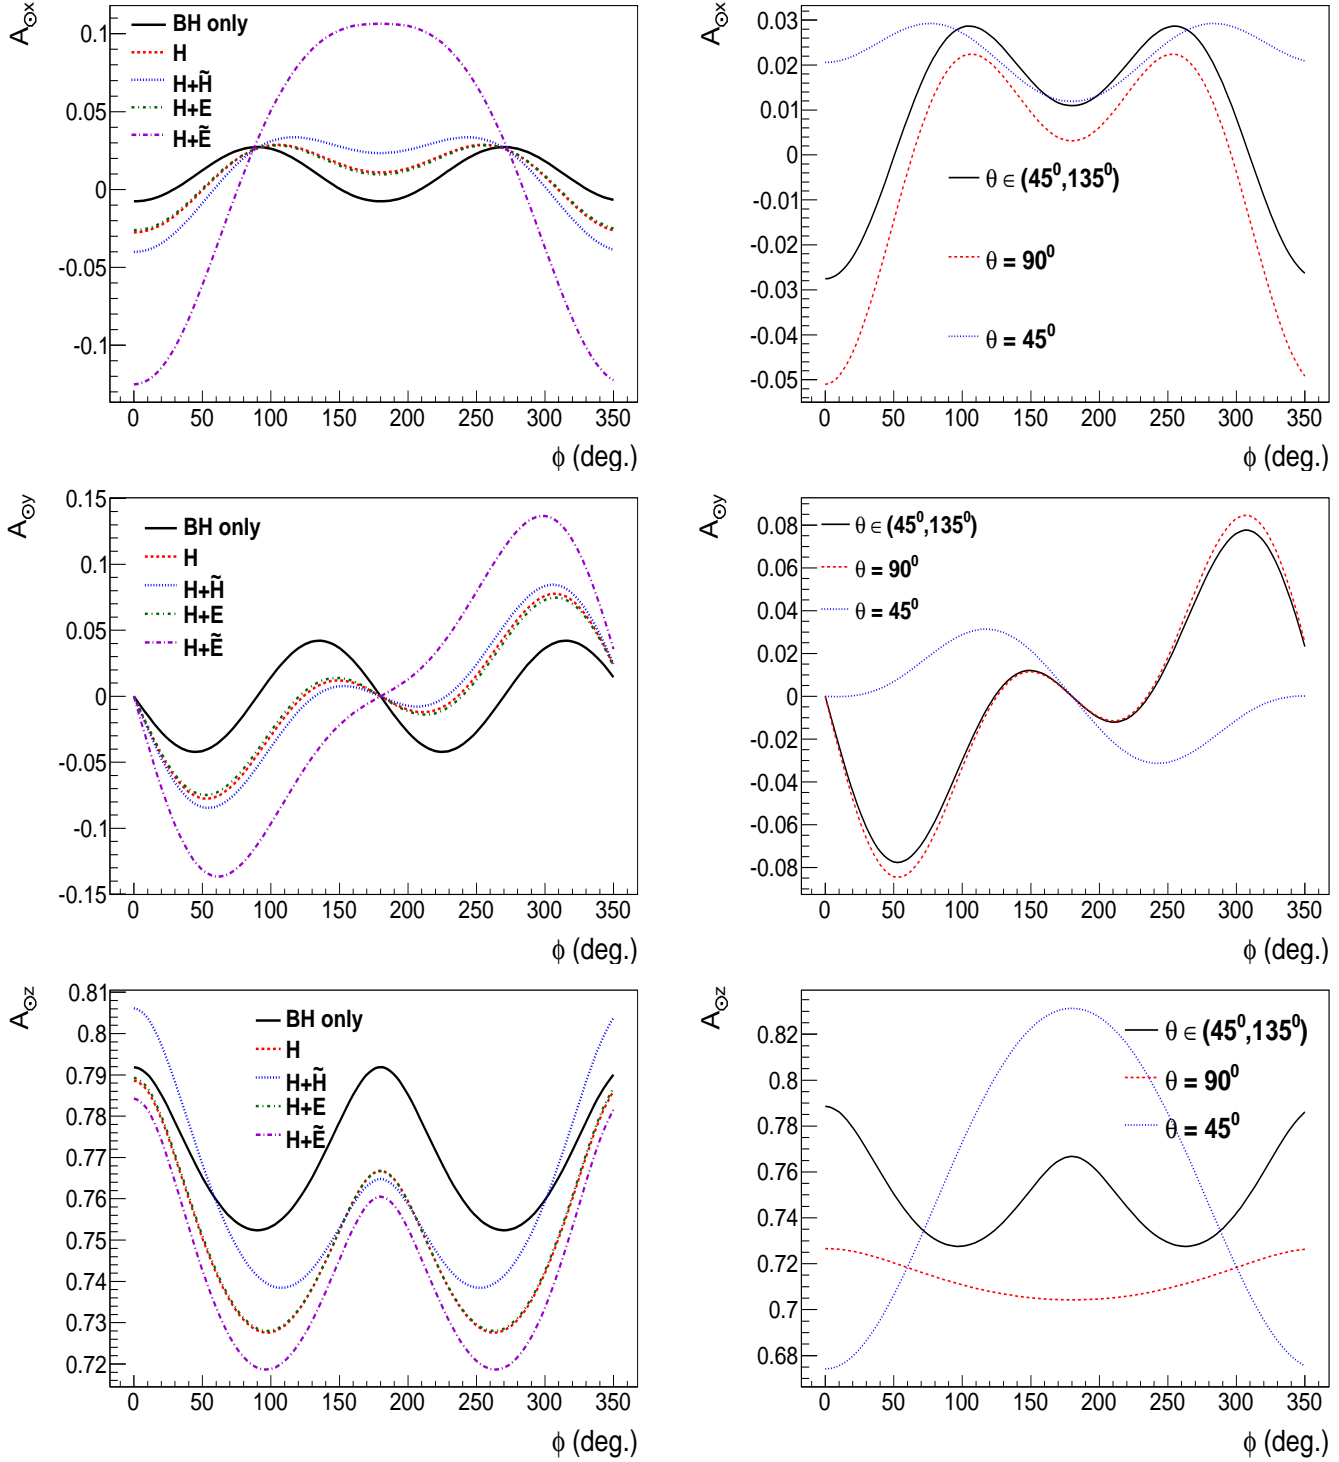 A⊙x
0.1
0.05
0
-0.05
-0.1
BH only
H
H+H̃
H+E
H+Ẽ
0 50 100 150 200 250 300 350
ϕ (deg.)
A⊙x
0.03
0.02
0.01
0
-0.01
-0.02
-0.03
-0.04
-0.05
θ ∈ (45⁰,135⁰)
θ = 90⁰
θ = 45⁰
0 50 100 150 200 250 300 350
ϕ (deg.)
A⊙y
0.15
0.1
0.05
0
-0.05
-0.1
-0.15
BH only
H
H+H̃
H+E
H+Ẽ
0 50 100 150 200 250 300 350
ϕ (deg.)
A⊙y
0.08
0.06
0.04
0.02
0
-0.02
-0.04
-0.06
-0.08
θ ∈ (45⁰,135⁰)
θ = 90⁰
θ = 45⁰
0 50 100 150 200 250 300 350
ϕ (deg.)
A⊙z
0.81
0.8
0.79
0.78
0.77
0.76
0.75
0.74
0.73
0.72
BH only
H
H+H̃
H+E
H+Ẽ
0 50 100 150 200 250 300 350
ϕ (deg.)
A⊙z
0.82
0.8
0.78
0.76
0.74
0.72
0.7
0.68
θ ∈ (45⁰,135⁰)
θ = 90⁰
θ = 45⁰
0 50 100 150 200 250 300 350
ϕ (deg.)